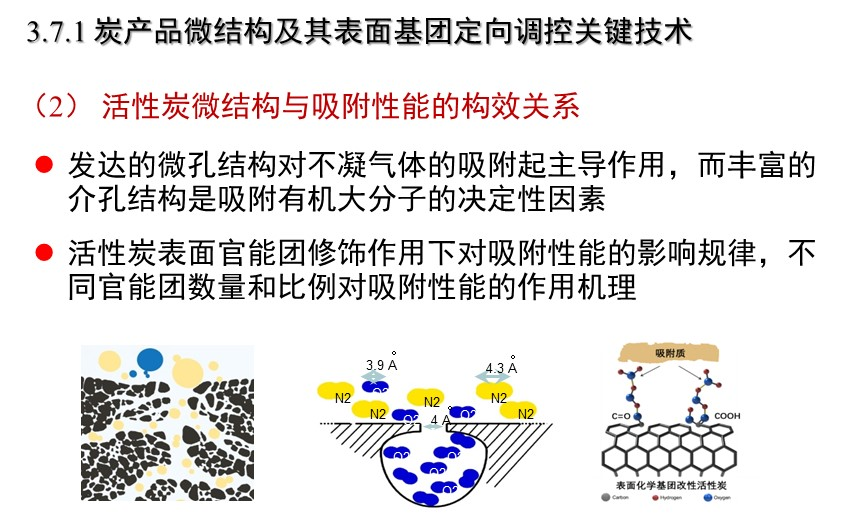 3.7.1 炭产品微结构及其表面基团定向调控关键技术
（2） 活性炭微结构与吸附性能的构效关系
发达的微孔结构对不凝气体的吸附起主导作用，而丰富的
介孔结构是吸附有机大分子的决定性因素
活性炭表面官能团修饰作用下对吸附性能的影响规律，不
同官能团数量和比例对吸附性能的作用机理
3.9 Å
4.3 Å
N2
O2
N2
N2
N2
O2
O2
N2
4 Å
O2
O2
O2
O2
吸附质
C=O
COOH
表面化学基团改性活性炭
Carbon
Hydrogen
Oxygen